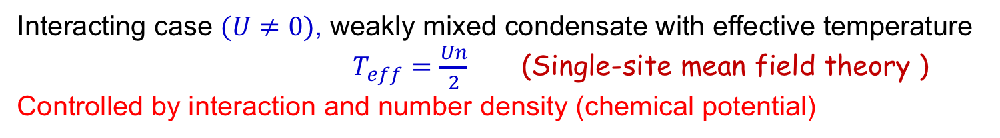 Interacting case (U ≠ 0), weakly mixed condensate with effective temperature
T_{eff} = \frac{Un}{2} (Single-site mean field theory )
Controlled by interaction and number density (chemical potential)